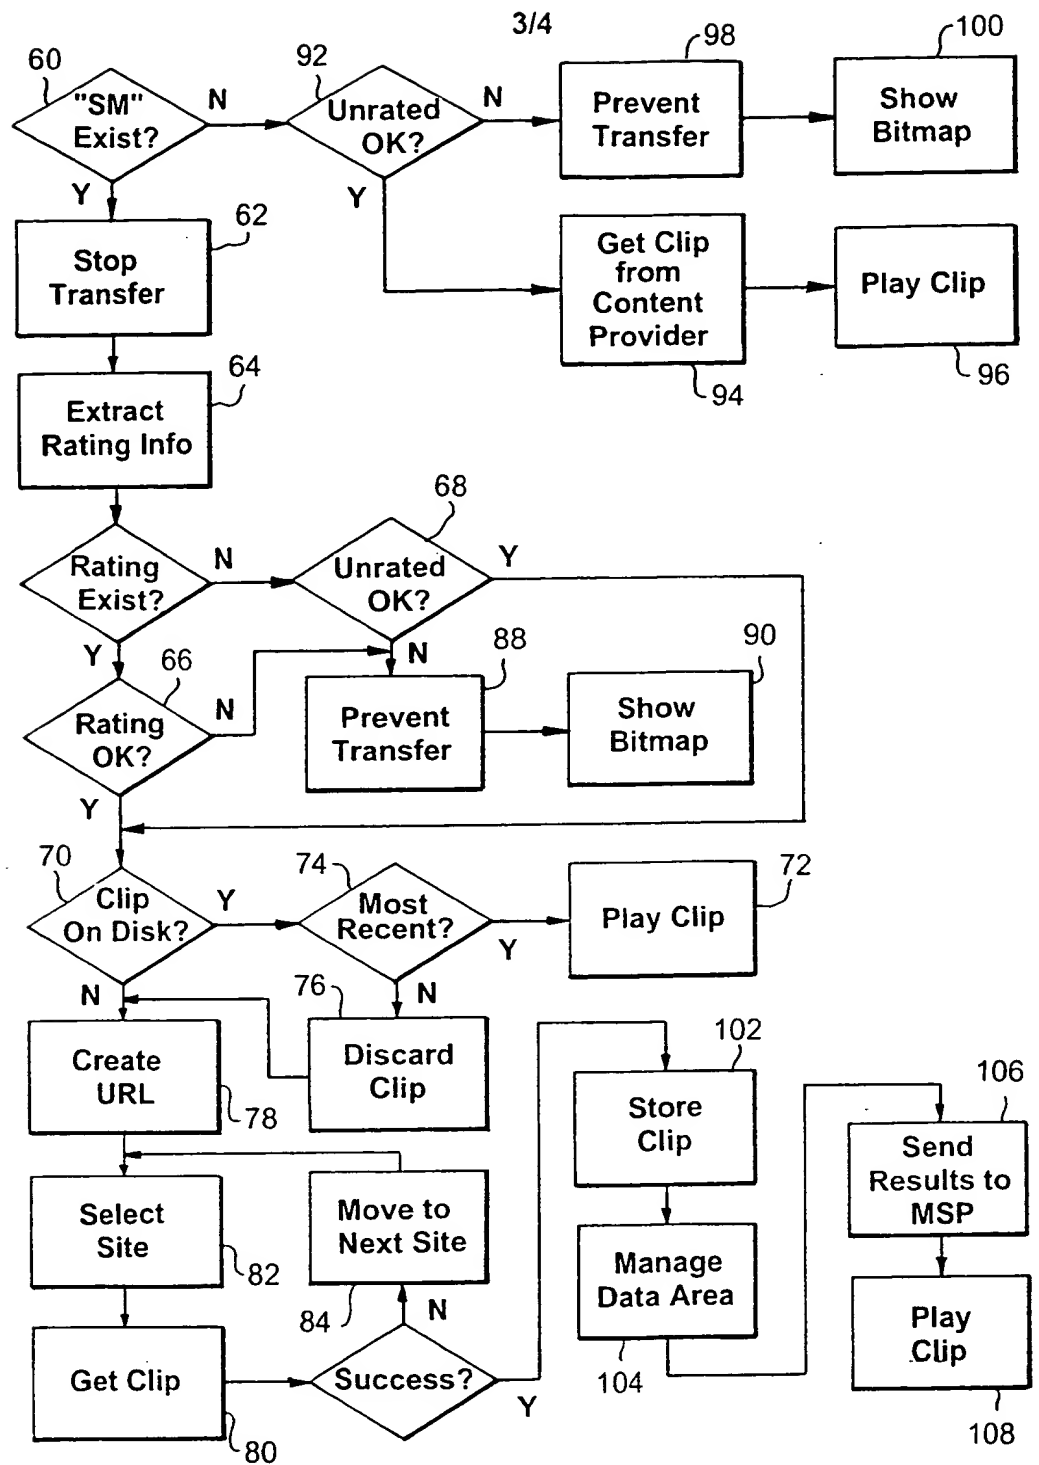 3/4
60
"SM"
Exist?
N
Y
92
Unrated
OK?
N
Y
98
Prevent
Transfer
100
Show
Bitmap
62
Stop
Transfer
Get Clip
from
Content
Provider
94
Play Clip
96
64
Extract
Rating Info
Rating
Exist?
N
Y
68
Unrated
OK?
Y
N
66
Rating
OK?
N
Y
88
Prevent
Transfer
90
Show
Bitmap
70
Clip
On Disk?
Y
N
74
Most
Recent?
Y
N
72
Play Clip
76
Discard
Clip
Create
URL
78
102
Store
Clip
106
Send
Results to
MSP
Select
Site
82
Move to
Next Site
84
N
Manage
Data Area
104
Play
Clip
108
Get Clip
80
Success?
Y